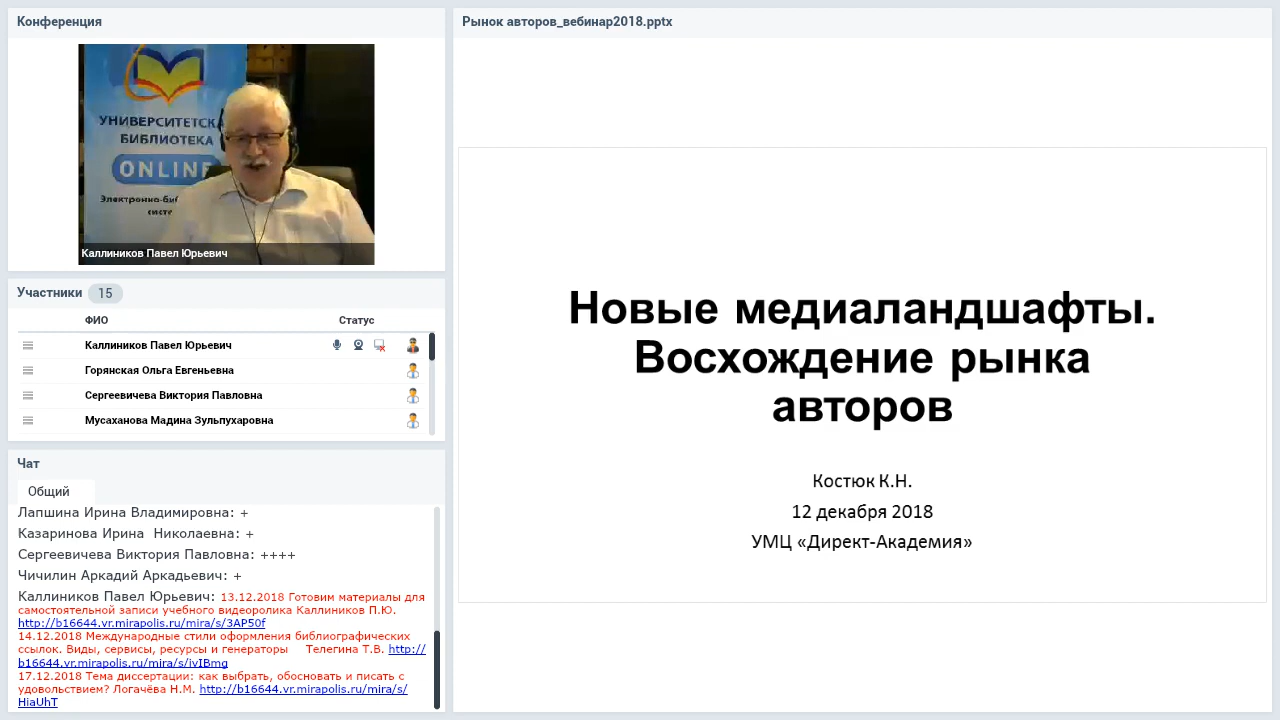 Конференция
УНИВЕРСИТЕТСКА
БИБЛИОТЕКА
ONLINE
Каллиников Павел Юрьевич
Участники 15
ФИО Статус
Каллиников Павел Юрьевич
Горянская Ольга Евгеньевна
Сергеевичева Виктория Павловна
Мусаханова Мадина Зульпухаровна
Чат
Общий
Лапшина Ирина Владимировна: +
Казаринова Ирина  Николаевна: +
Сергеевичева Виктория Павловна: ++++
Чичилин Аркадий Аркадьевич: +
Каллиников Павел Юрьевич: 13.12.2018 Готовим материалы для
самостоятельной записи учебного видеоролика Каллиников П.Ю.
http://b16644.vr.mirapolis.ru/mira/s/3AP50f
14.12.2018 Международные стили оформления библиографических
ссылок. Виды, сервисы, ресурсы и генераторы     Телегина Т.В. http://
b16644.vr.mirapolis.ru/mira/s/ivIBmg
17.12.2018 Тема диссертации: как выбрать, обосновать и писать с
удовольствием? Логачёва Н.М. http://b16644.vr.mirapolis.ru/mira/s/
HiaUhT
Рынок авторов_вебинар2018.pptx
Новые медиаландшафты.
Восхождение рынка
авторов
Костюк К.Н.
12 декабря 2018
УМЦ «Директ-Академия»